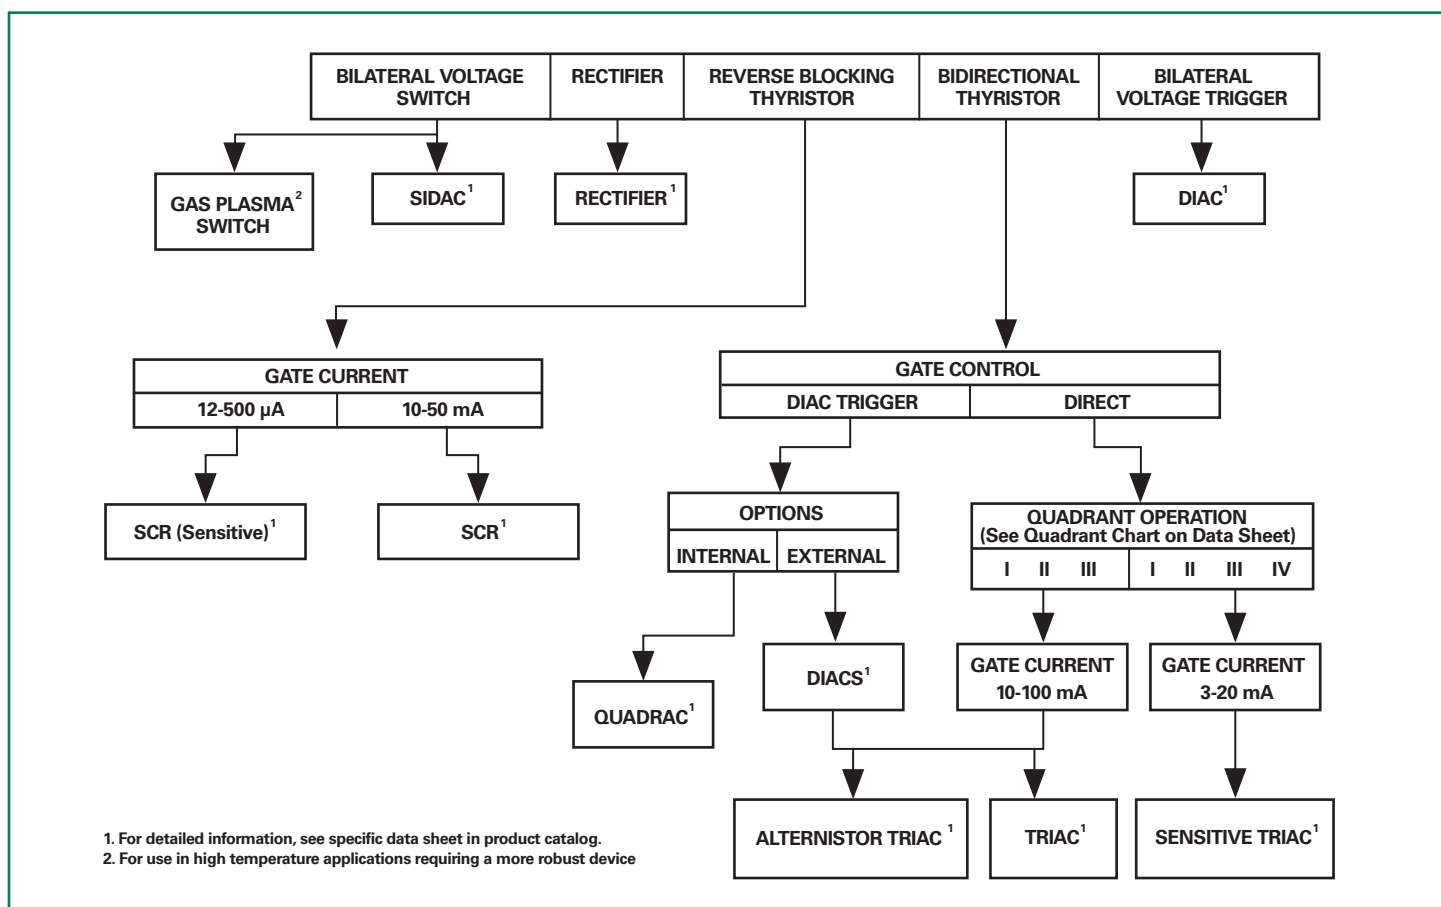 BILATERAL VOLTAGE
SWITCH
RECTIFIER
REVERSE BLOCKING
THYRISTOR
BIDIRECTIONAL
THYRISTOR
BILATERAL
VOLTAGE TRIGGER
GAS PLASMA²
SWITCH
SIDAC¹
RECTIFIER¹
DIAC¹
GATE CURRENT
12-500 µA
10-50 mA
GATE CONTROL
DIAC TRIGGER
DIRECT
SCR (Sensitive)¹
SCR¹
OPTIONS
INTERNAL
EXTERNAL
QUADRANT OPERATION
(See Quadrant Chart on Data Sheet)
I II III
I II III IV
QUADRAC¹
DIACS¹
GATE CURRENT
10-100 mA
GATE CURRENT
3-20 mA
ALTERNISTOR TRIAC¹
TRIAC¹
SENSITIVE TRIAC¹
1. For detailed information, see specific data sheet in product catalog.
2. For use in high temperature applications requiring a more robust device